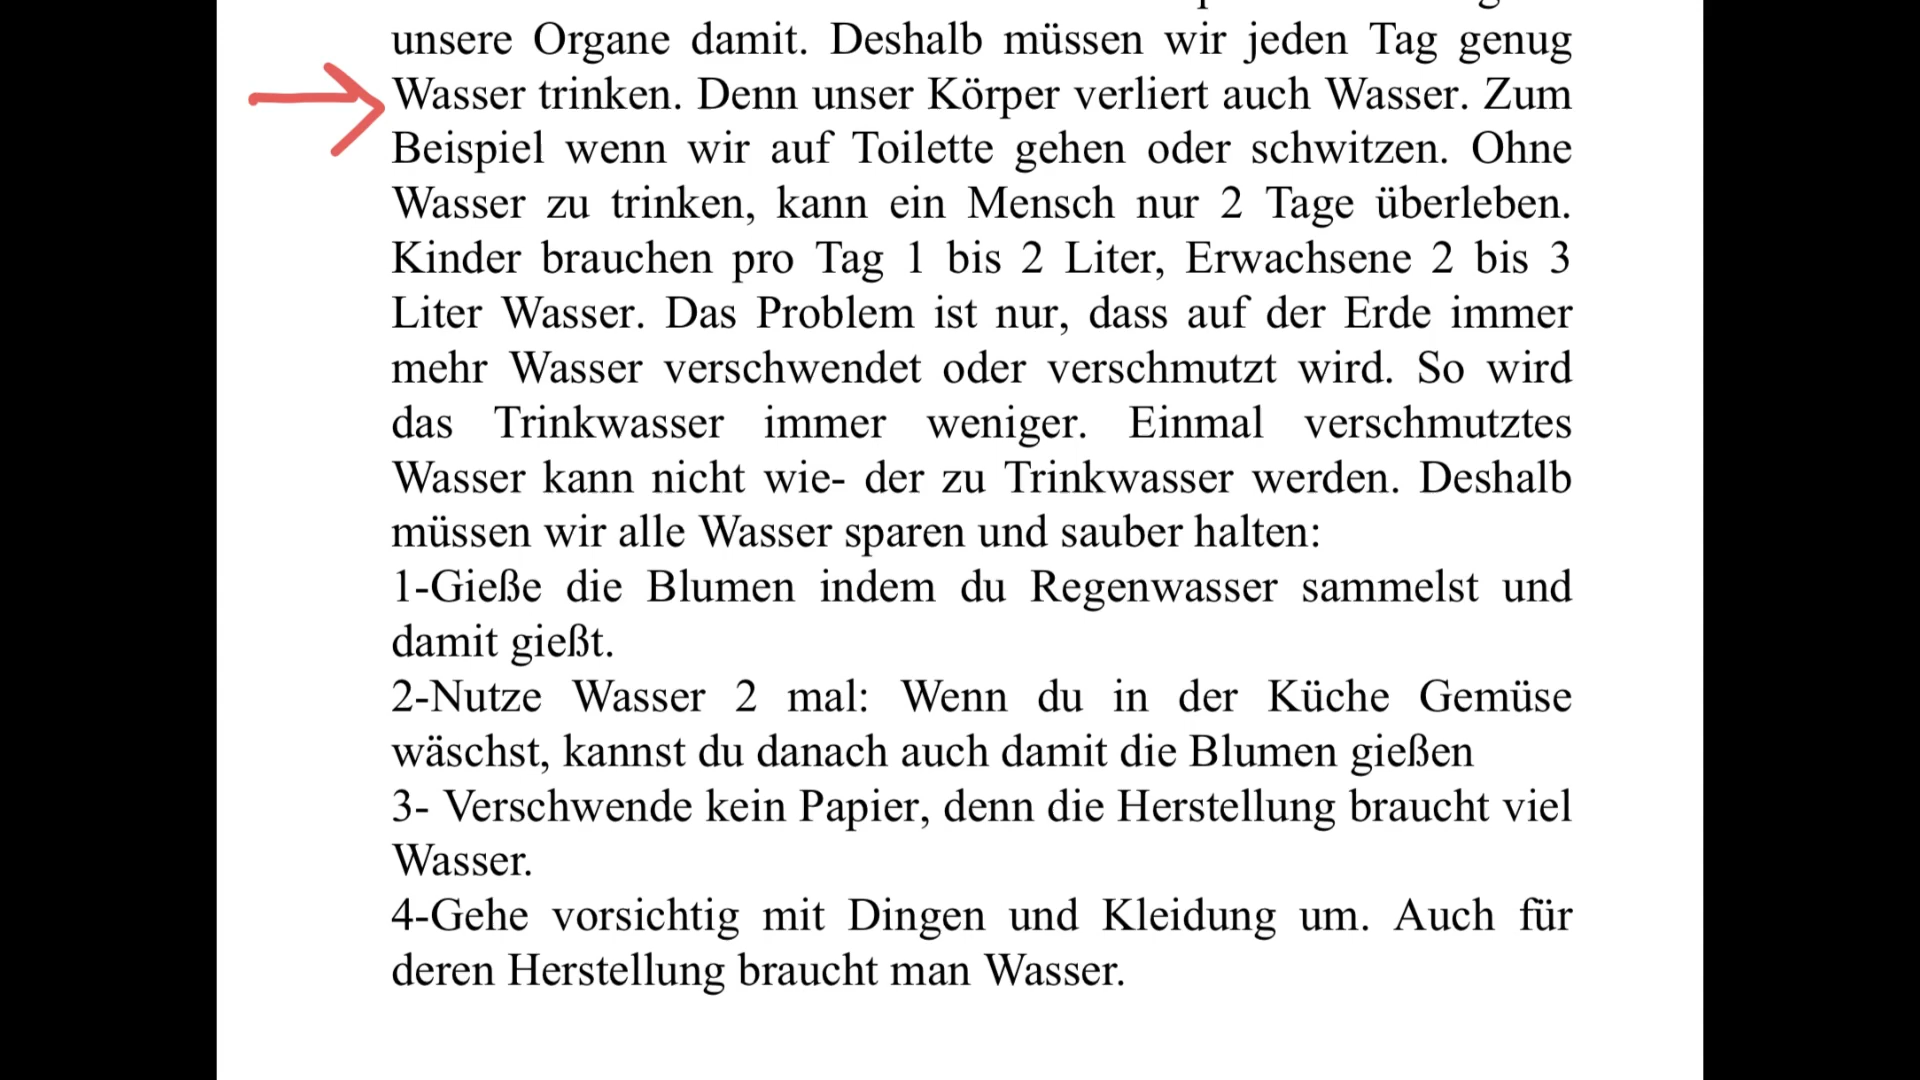 unsere Organe damit. Deshalb müssen wir jeden Tag genug
Wasser trinken. Denn unser Körper verliert auch Wasser. Zum
Beispiel wenn wir auf Toilette gehen oder schwitzen. Ohne
Wasser zu trinken, kann ein Mensch nur 2 Tage überleben.
Kinder brauchen pro Tag 1 bis 2 Liter, Erwachsene 2 bis 3
Liter Wasser. Das Problem ist nur, dass auf der Erde immer
mehr Wasser verschwendet oder verschmutzt wird. So wird
das Trinkwasser immer weniger. Einmal verschmutztes
Wasser kann nicht wie- der zu Trinkwasser werden. Deshalb
müssen wir alle Wasser sparen und sauber halten:
1-Gieße die Blumen indem du Regenwasser sammelst und
damit gießt.
2-Nutze Wasser 2 mal: Wenn du in der Küche Gemüse
wäschst, kannst du danach auch damit die Blumen gießen
3- Verschwende kein Papier, denn die Herstellung braucht viel
Wasser.
4-Gehe vorsichtig mit Dingen und Kleidung um. Auch für
deren Herstellung braucht man Wasser.